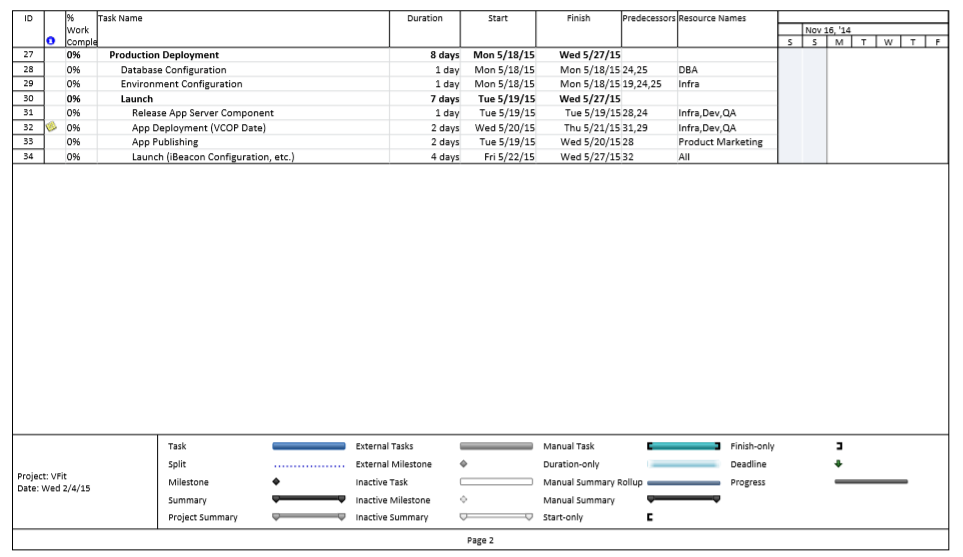 ID % Work Comple Task Name Duration Start Finish Predecessors Resource Names Nov 16, '14
S S M T W T F
27 0% Production Deployment 8 days Mon 5/18/15 Wed 5/27/15
28 0% Database Configuration 1 day Mon 5/18/15 Mon 5/18/15 24,25 DBA
29 0% Environment Configuration 1 day Mon 5/18/15 Mon 5/18/15 19,24,25 Infra
30 0% Launch 7 days Tue 5/19/15 Wed 5/27/15
31 0% Release App Server Component 1 day Tue 5/19/15 Tue 5/19/15 28,24 Infra,Dev,QA
32 0% App Deployment (VCOP Date) 2 days Wed 5/20/15 Thu 5/21/15 31,29 Infra,Dev,QA
33 0% App Publishing 2 days Tue 5/19/15 Wed 5/20/15 28 Product Marketing
34 0% Launch (iBeacon Configuration, etc.) 4 days Fri 5/22/15 Wed 5/27/15 32 All
Project: VFit
Date: Wed 2/4/15
Task External Tasks Manual Task Finish-only
Split External Milestone Duration-only Deadline
Milestone Inactive Task Manual Summary Rollup Progress
Summary Inactive Milestone Manual Summary
Project Summary Inactive Summary Start-only
Page 2